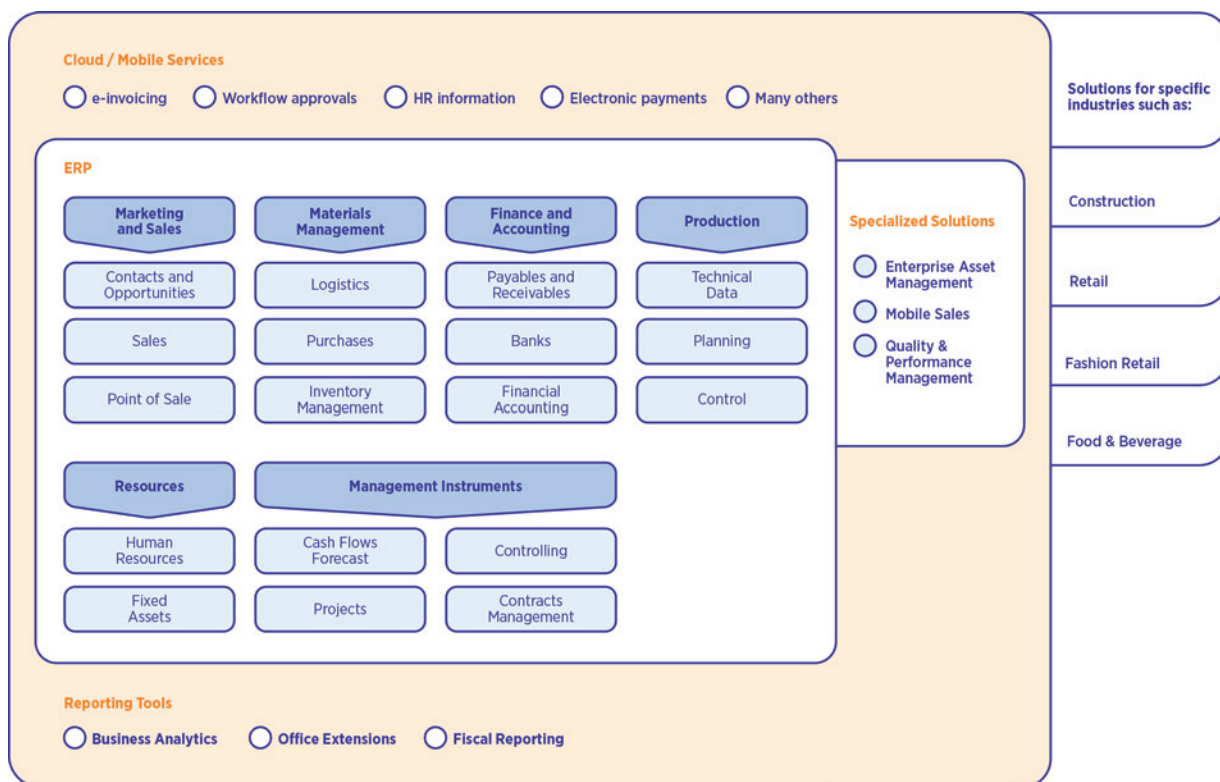 Cloud / Mobile Services
e-invoicing
Workflow approvals
HR information
Electronic payments
Many others
ERP
Marketing
and Sales
Contacts and
Opportunities
Sales
Point of Sale
Materials
Management
Logistics
Purchases
Inventory
Management
Finance and
Accounting
Payables and
Receivables
Banks
Financial
Accounting
Production
Technical
Data
Planning
Control
Resources
Human
Resources
Fixed
Assets
Management Instruments
Cash Flows
Forecast
Controlling
Projects
Contracts
Management
Specialized Solutions
Enterprise Asset
Management
Mobile Sales
Quality &
Performance
Management
Reporting Tools
Business Analytics
Office Extensions
Fiscal Reporting
Solutions for specific
industries such as:
Construction
Retail
Fashion Retail
Food & Beverage